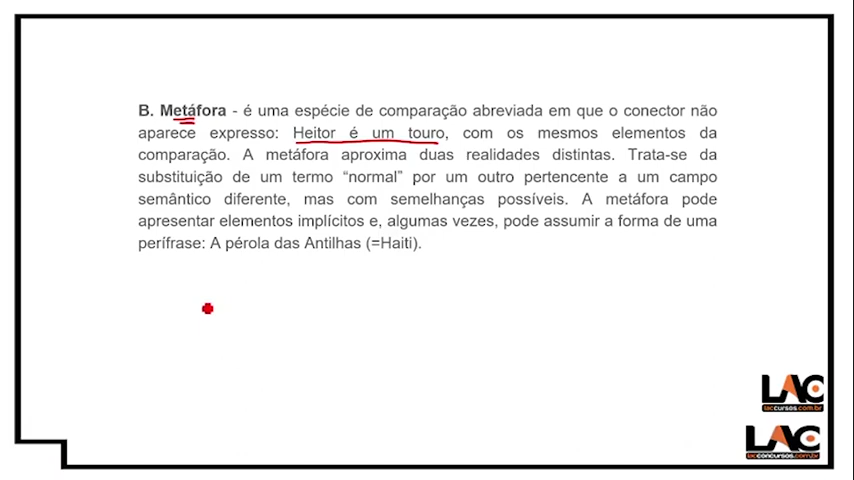 B. Metáfora - é uma espécie de comparação abreviada em que o conector não
aparece expresso: Heitor é um touro, com os mesmos elementos da
comparação. A metáfora aproxima duas realidades distintas. Trata-se da
substituição de um termo “normal” por um outro pertencente a um campo
semântico diferente, mas com semelhanças possíveis. A metáfora pode
apresentar elementos implícitos e, algumas vezes, pode assumir a forma de uma
perífrase: A pérola das Antilhas (=Haiti).
LAC
laccursos.com.br
LAC
lacconcursos.com.br